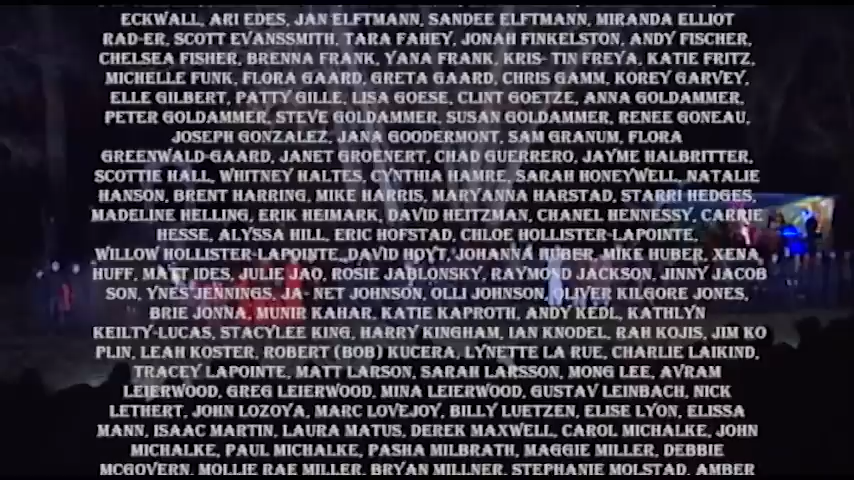 ECKWALL, ARI EDES, JAN ELFTMANN, SANDEE ELFTMANN, MIRANDA ELLIOT
RAD-ER, SCOTT EVANSSMITH, TARA FAHEY, JONAH FINKELSTON, ANDY FISCHER,
CHELSEA FISHER, BRENNA FRANK, YANA FRANK, KRIS- TIN FREYA, KATIE FRITZ,
MICHELLE FUNK, FLORA GAARD, GRETA GAARD, CHRIS GAMM, KOREY GARVEY,
ELLE GILBERT, PATTY GILLE, LISA GOESE, CLINT GOETZE, ANNA GOLDAMMER,
PETER GOLDAMMER, STEVE GOLDAMMER, SUSAN GOLDAMMER, RENEE GONEAU,
JOSEPH GONZALEZ, JANA GOODERMONT, SAM GRANUM, FLORA
GREENWALD-GAARD, JANET GROENERT, CHAD GUERRERO, JAYME HALBRITTER,
SCOTTIE HALL, WHITNEY HALTES, CYNTHIA HAMRE, SARAH HONEYWELL, NATALIE
HANSON, BRENT HARRING, MIKE HARRIS, MARYANNA HARSTAD, STARRI HEDGES,
MADELINE HELLING, ERIK HEIMARK, DAVID HEITZMAN, CHANEL HENNESSY, CARRIE
HESSE, ALYSSA HILL, ERIC HOFSTAD, CHLOE HOLLISTER-LAPOINTE,
WILLOW HOLLISTER-LAPOINTE, DAVID HOYT, JOHANNA HUBER, MIKE HUBER, XENA
HUFF, MATT IDES, JULIE JAO, ROSIE JABLONSKY, RAYMOND JACKSON, JINNY JACOB
SON, YNES JENNINGS, JA- NET JOHNSON, OLLI JOHNSON, OLIVER KILGORE JONES,
BRIE JONNA, MUNIR KAHAR, KATIE KAPROTH, ANDY KEDL, KATHLYN
KEILTY-LUCAS, STACYLEE KING, HARRY KINGHAM, IAN KNODEL, RAH KOJIS, JIM KO
PLIN, LEAH KOSTER, ROBERT (BOB) KUCERA, LYNETTE LA RUE, CHARLIE LAIKIND,
TRACEY LAPOINTE, MATT LARSON, SARAH LARSSON, MONG LEE, AVRAM
LEIERWOOD, GREG LEIERWOOD, MINA LEIERWOOD, GUSTAV LEINBACH, NICK
LETHERT, JOHN LOZOYA, MARC LOVEJOY, BILLY LUETZEN, ELISE LYON, ELISSA
MANN, ISAAC MARTIN, LAURA MATUS, DEREK MAXWELL, CAROL MICHALKE, JOHN
MICHALKE, PAUL MICHALKE, PASHA MILBRATH, MAGGIE MILLER, DEBBIE
MCGOVERN, MOLLIE RAE MILLER, BRYAN MILLNER, STEPHANIE MOLSTAD, AMBER